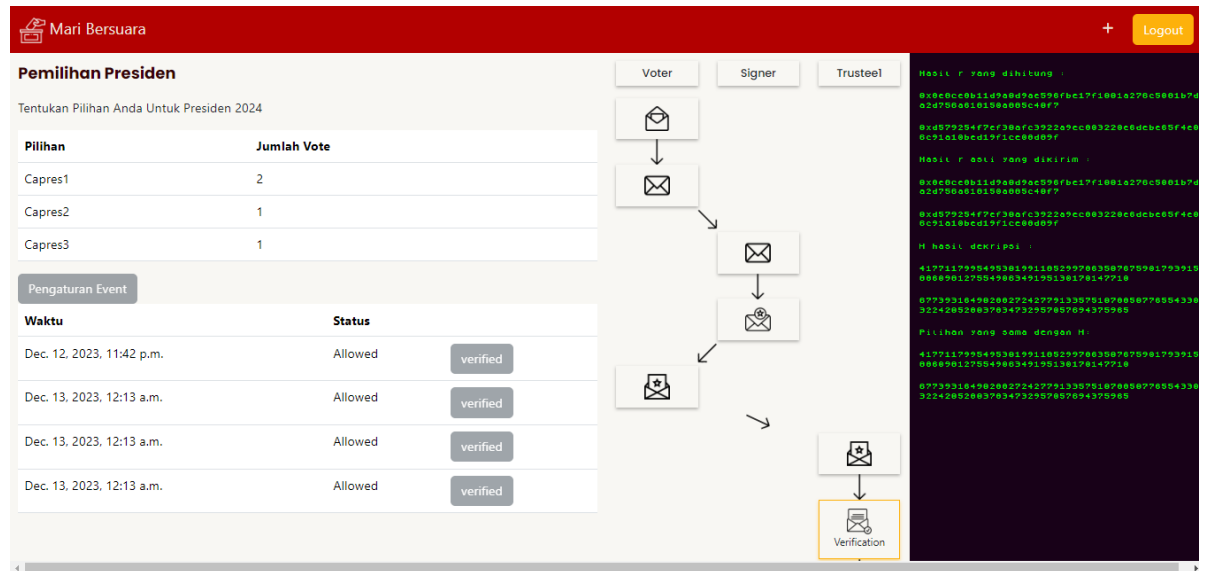 Mari Bersuara
+
Logout
Pemilihan Presiden
Tentukan Pilihan Anda Untuk Presiden 2024
Pilihan Jumlah Vote
Capres1 2
Capres2 1
Capres3 1
Pengaturan Event
Waktu Status
Dec. 12, 2023, 11:42 p.m. Allowed verified
Dec. 13, 2023, 12:13 a.m. Allowed verified
Dec. 13, 2023, 12:13 a.m. Allowed verified
Dec. 13, 2023, 12:13 a.m. Allowed verified
Voter Signer Trustee1
Verification
Hasil r yang dihitung :
Hasil r asli yang dikirim :
H hasil dekripsi :
Pilihan yang sama dengan H: